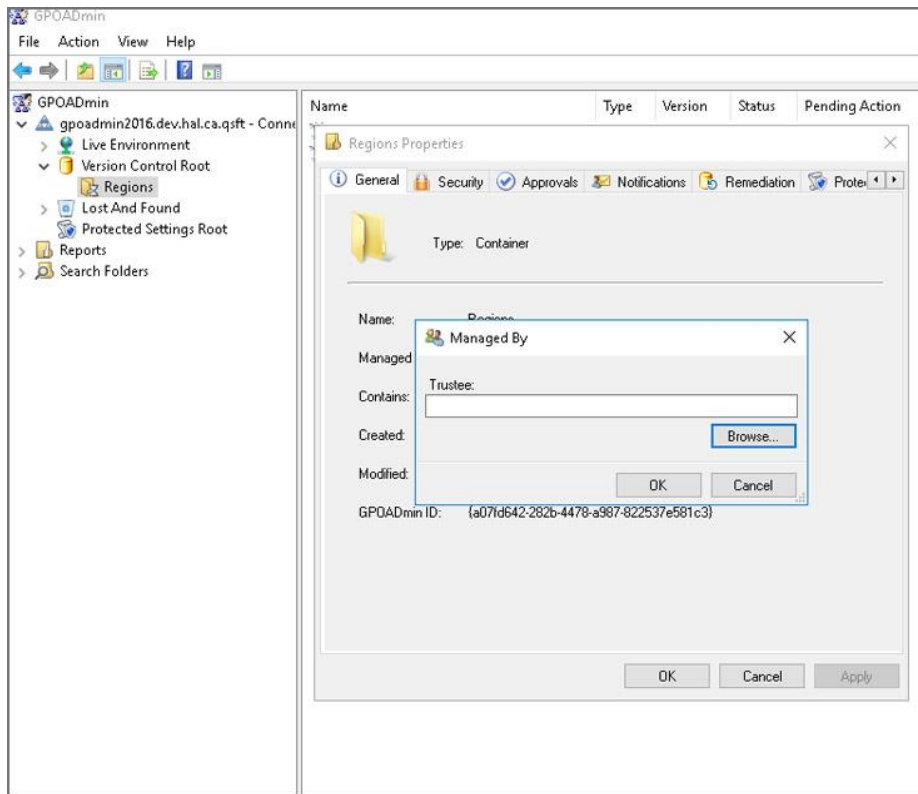 GPOADmin
File Action View Help
GPOADmin
gpoadmin2016.dev.hal.ca.qsft - Conne
Live Environment
Version Control Root
Regions
Lost And Found
Protected Settings Root
Reports
Search Folders
Name Type Version Status Pending Action
Regions Properties
General Security Approvals Notifications Remediation Prote
Type: Container
Name:
Managed
Contains:
Created:
Modified:
GPOADmin ID: {a07fd642-282b-4478-a987-822537e581c3}
Managed By
Trustee:
Browse...
OK Cancel
OK Cancel Apply